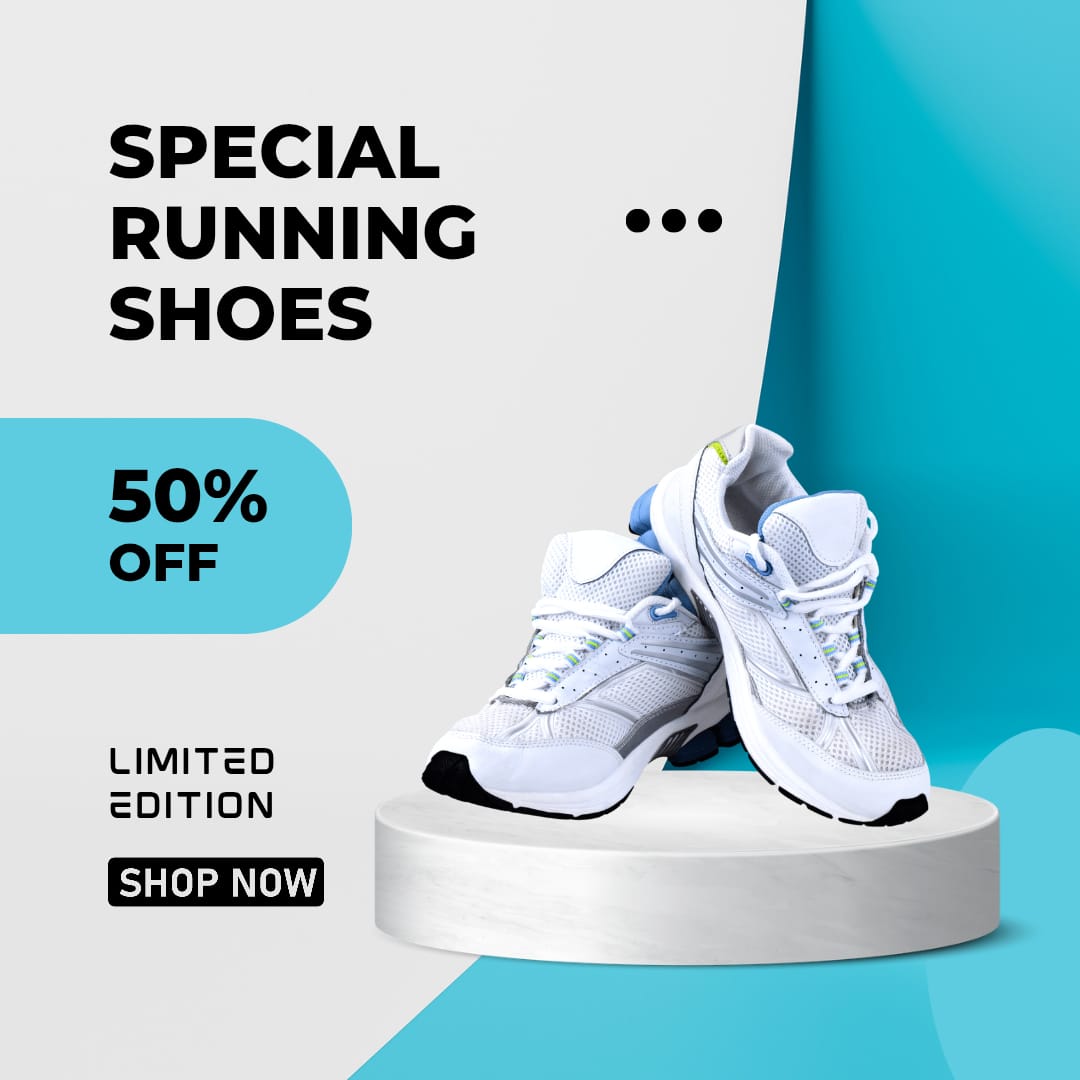 SPECIAL
RUNNING
SHOES
50%
OFF
LIMITED
EDITION
SHOP NOW